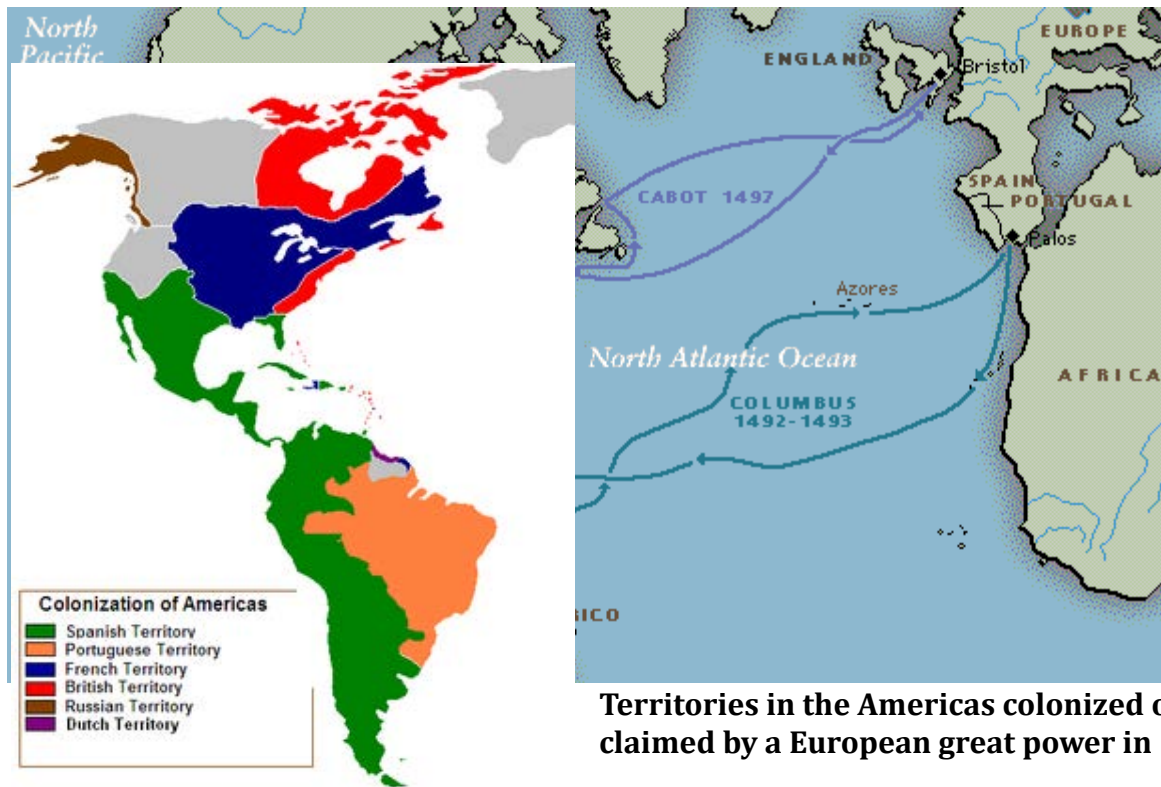 North
Pacific
ENGLAND
EUROPE
Bristol
CABOT 1497
SPAIN
PORTUGAL
Palos
Azores
North Atlantic Ocean
AFRICA
COLUMBUS
1492-1493
Colonization of Americas
Spanish Territory
Portuguese Territory
French Territory
British Territory
Russian Territory
Dutch Territory
ICO
Territories in the Americas colonized
claimed by a European great power in